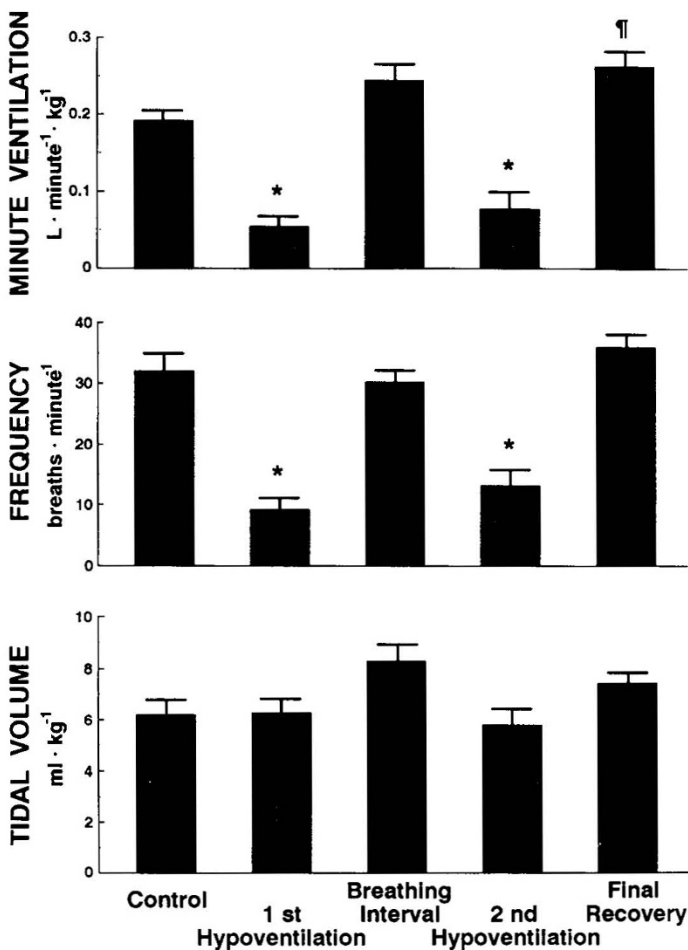 MINUTE VENTILATION
L · minute⁻¹ · kg⁻¹
0.3
0.2
0.1
0
*
*
¶
FREQUENCY
breaths · minute⁻¹
40
30
20
10
0
*
*
TIDAL VOLUME
ml · kg⁻¹
10
8
6
4
2
0
Control
1 st
Hypoventilation
Breathing
Interval
2 nd
Hypoventilation
Final
Recovery